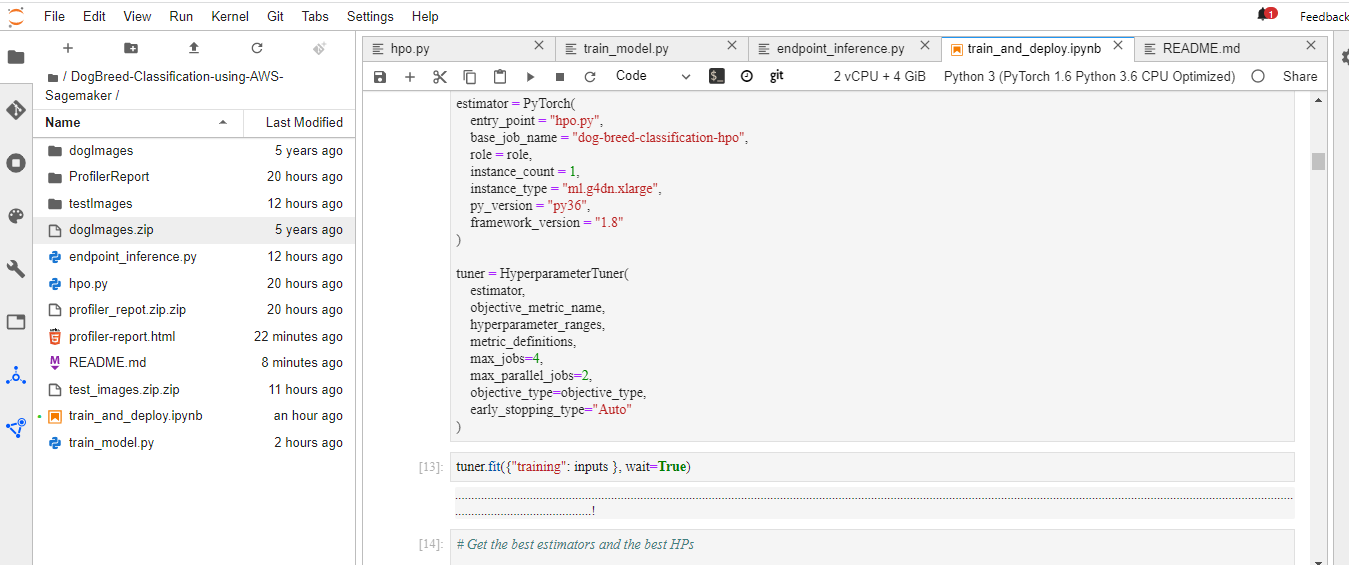 File Edit View Run Kernel Git Tabs Settings Help
1 Feedback
/ DogBreed-Classification-using-AWS-
Sagemaker /
Name Last Modified
dogImages 5 years ago
ProfilerReport 20 hours ago
testImages 12 hours ago
dogImages.zip 5 years ago
endpoint_inference.py 12 hours ago
hpo.py 20 hours ago
profiler_repot.zip.zip 20 hours ago
profiler-report.html 22 minutes ago
README.md 8 minutes ago
test_images.zip.zip 11 hours ago
train_and_deploy.ipynb an hour ago
train_model.py 2 hours ago
hpo.py train_model.py endpoint_inference.py train_and_deploy.ipynb README.md
Code $_ git 2 vCPU + 4 GiB Python 3 (PyTorch 1.6 Python 3.6 CPU Optimized) Share
estimator = PyTorch(
entry_point = "hpo.py",
base_job_name = "dog-breed-classification-hpo",
role = role,
instance_count = 1,
instance_type = "ml.g4dn.xlarge",
py_version = "py36",
framework_version = "1.8"
)
tuner = HyperparameterTuner(
estimator,
objective_metric_name,
hyperparameter_ranges,
metric_definitions,
max_jobs=4,
max_parallel_jobs=2,
objective_type=objective_type,
early_stopping_type="Auto"
)
[13]: tuner.fit({"training": inputs }, wait=True)
!
[14]: # Get the best estimators and the best HPs